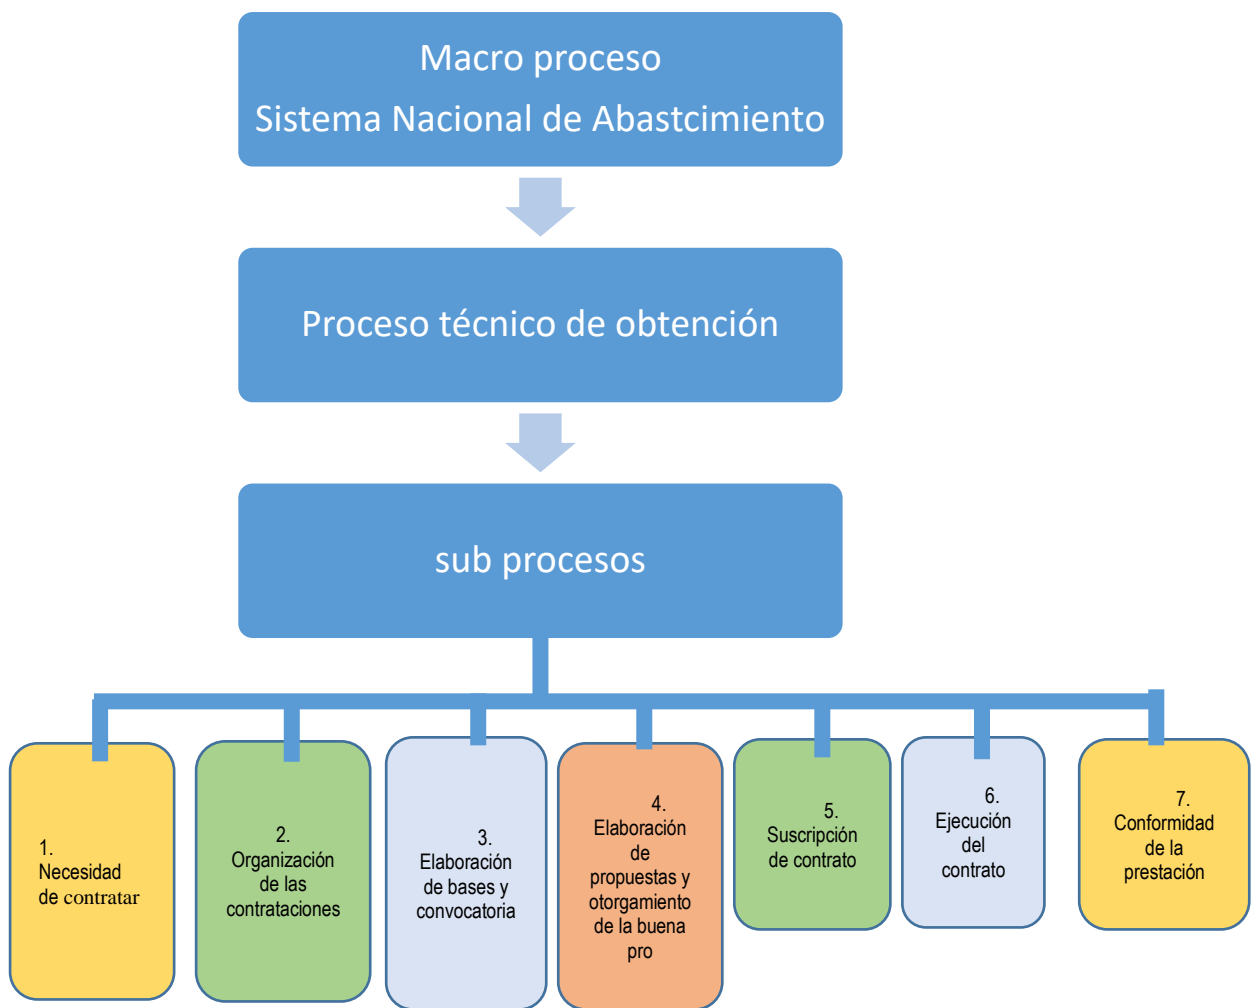 Macro proceso
Sistema Nacional de Abastcimiento
Proceso técnico de obtención
sub procesos
1.
Necesidad
de contratar
2.
Organización
de las
contrataciones
3.
Elaboración
de bases y
convocatoria
4.
Elaboración
de
propuestas y
otorgamiento
de la buena
pro
5.
Suscripción
de contrato
6.
Ejecución
del
contrato
7.
Conformidad
de la
prestación